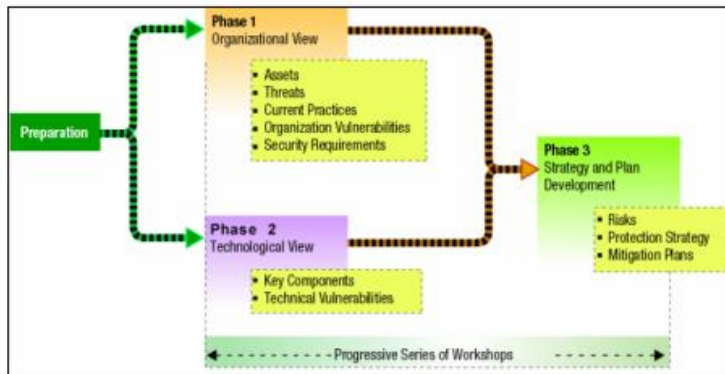 Preparation
Phase 1
Organizational View
▪ Assets
▪ Threats
▪ Current Practices
▪ Organization Vulnerabilities
▪ Security Requirements
Phase 2
Technological View
▪ Key Components
▪ Technical Vulnerabilities
Phase 3
Strategy and Plan
Development
▪ Risks
▪ Protection Strategy
▪ Mitigation Plans
Progressive Series of Workshops